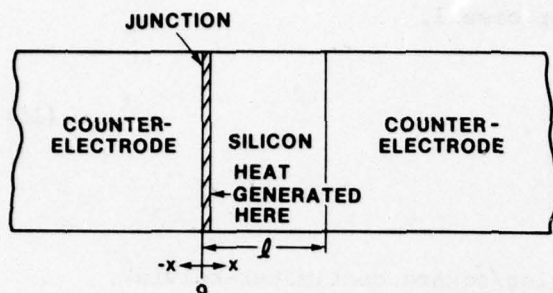 JUNCTION
COUNTER-
ELECTRODE
SILICON
HEAT
GENERATED
HERE
COUNTER-
ELECTRODE
ℓ
-x x
0